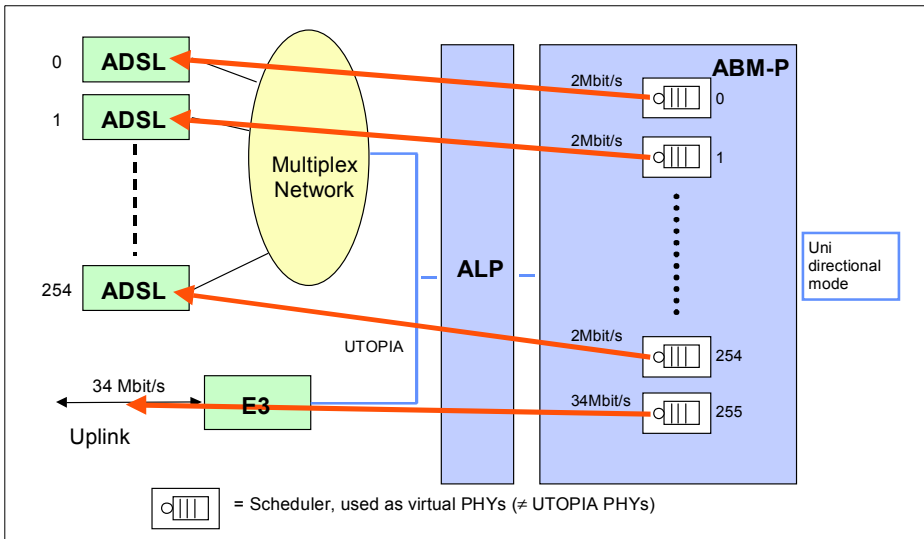 0
ADSL
1
ADSL
254
ADSL
Multiplex
Network
UTOPIA
34 Mbit/s
E3
Uplink
ALP
ABM-P
2Mbit/s
0
2Mbit/s
1
2Mbit/s
254
34Mbit/s
255
Uni
directional
mode
= Scheduler, used as virtual PHYs (≠ UTOPIA PHYs)